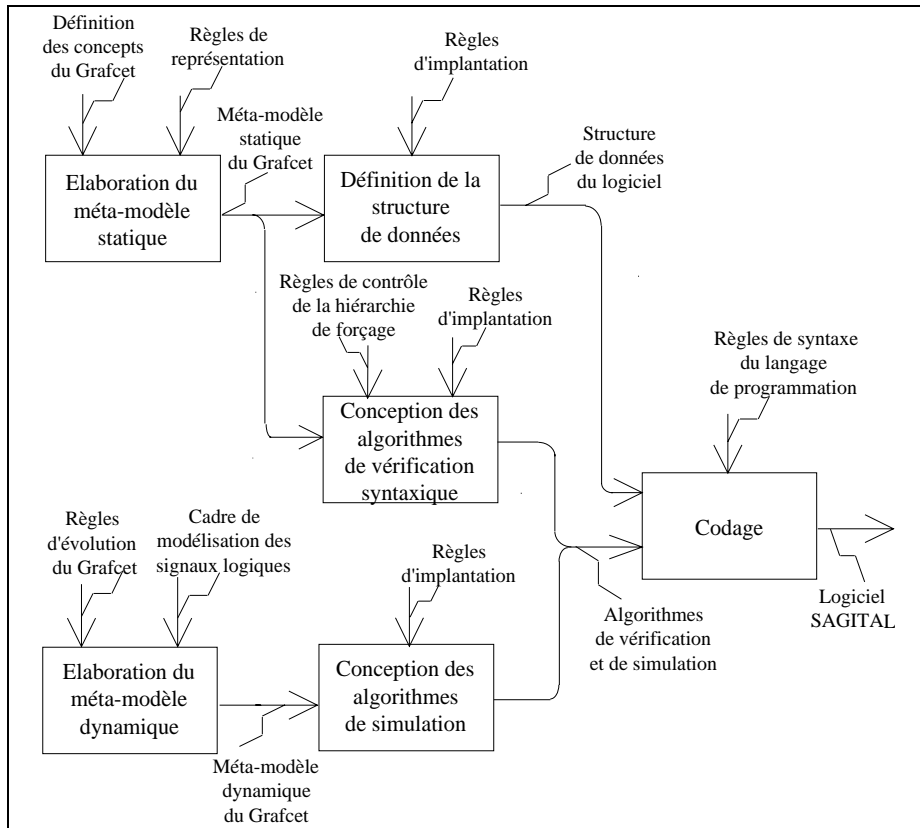 Définition
des concepts
du Grafcet
Règles de
représentation
Règles
d'implantation
Méta-modèle
statique
du Grafcet
Structure
de données
du logiciel
Elaboration du
méta-modèle
statique
Définition de la
structure
de données
Règles de contrôle
de la hiérarchie
de forçage
Règles
d'implantation
Règles de syntaxe
du langage
de programmation
Conception des
algorithmes
de vérification
syntaxique
Codage
Règles
d'évolution
du Grafcet
Cadre de
modélisation des
signaux logiques
Règles
d'implantation
Algorithmes
de vérification
et de simulation
Logiciel
SAGITAL
Elaboration du
méta-modèle
dynamique
Conception des
algorithmes
de simulation
Méta-modèle
dynamique
du Grafcet